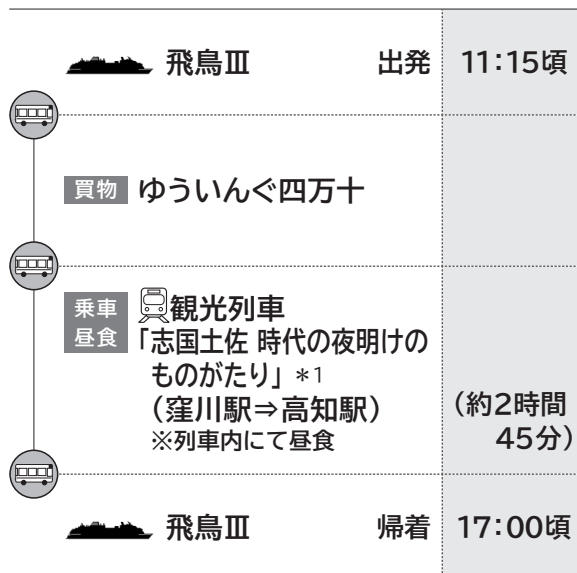 飛鳥Ⅲ 出発 11:15頃
買物 ゆういんぐ四万十
乗車
昼食
観光列車
「志国土佐 時代の夜明けの
ものがたり」*1
(窪川駅⇒高知駅)
※列車内にて昼食
(約2時間
45分)
飛鳥Ⅲ 帰着 17:00頃